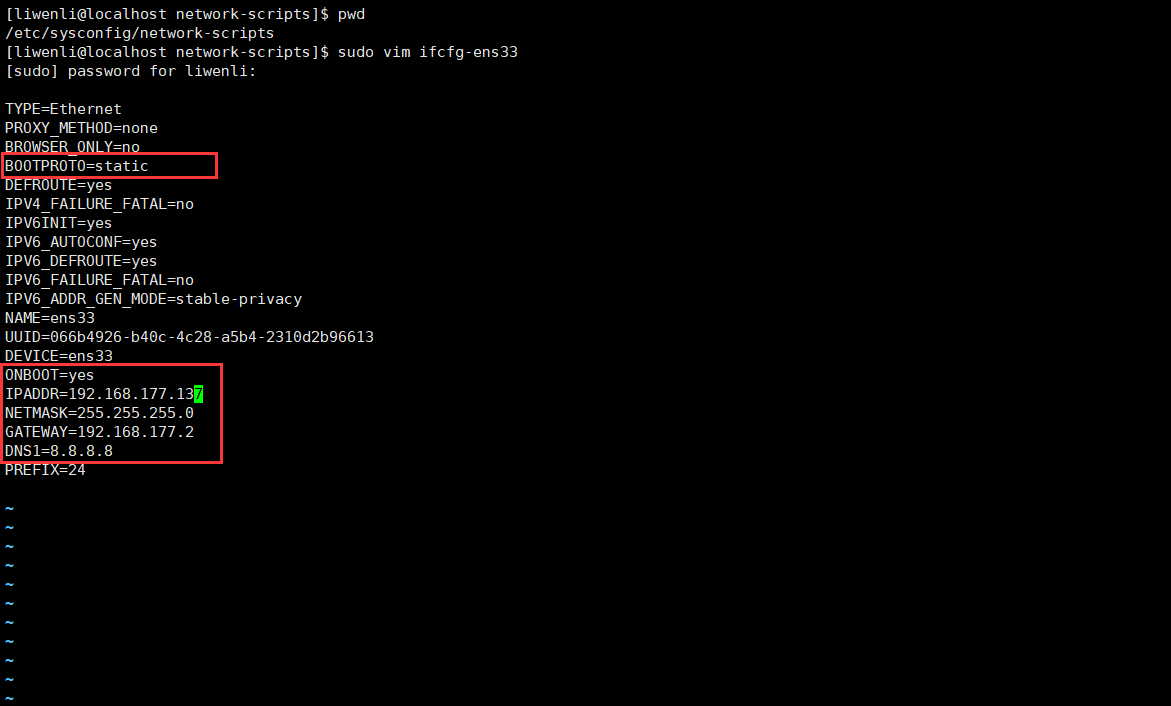 [liwenli@localhost network-scripts]$ pwd
/etc/sysconfig/network-scripts
[liwenli@localhost network-scripts]$ sudo vim ifcfg-ens33
[sudo] password for liwenli:
TYPE=Ethernet
PROXY_METHOD=none
BROWSER_ONLY=no
BOOTPROTO=static
DEFROUTE=yes
IPV4_FAILURE_FATAL=no
IPV6INIT=yes
IPV6_AUTOCONF=yes
IPV6_DEFROUTE=yes
IPV6_FAILURE_FATAL=no
IPV6_ADDR_GEN_MODE=stable-privacy
NAME=ens33
UUID=066b4926-b40c-4c28-a5b4-2310d2b96613
DEVICE=ens33
ONBOOT=yes
IPADDR=192.168.177.137
NETMASK=255.255.255.0
GATEWAY=192.168.177.2
DNS1=8.8.8.8
PREFIX=24
~
~
~
~
~
~
~
~
~
~
~